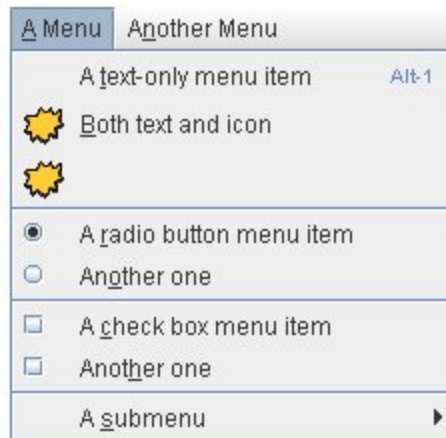 A Menu Another Menu
A text-only menu item Alt-1
Both text and icon
A radio button menu item
Another one
A check box menu item
Another one
A submenu